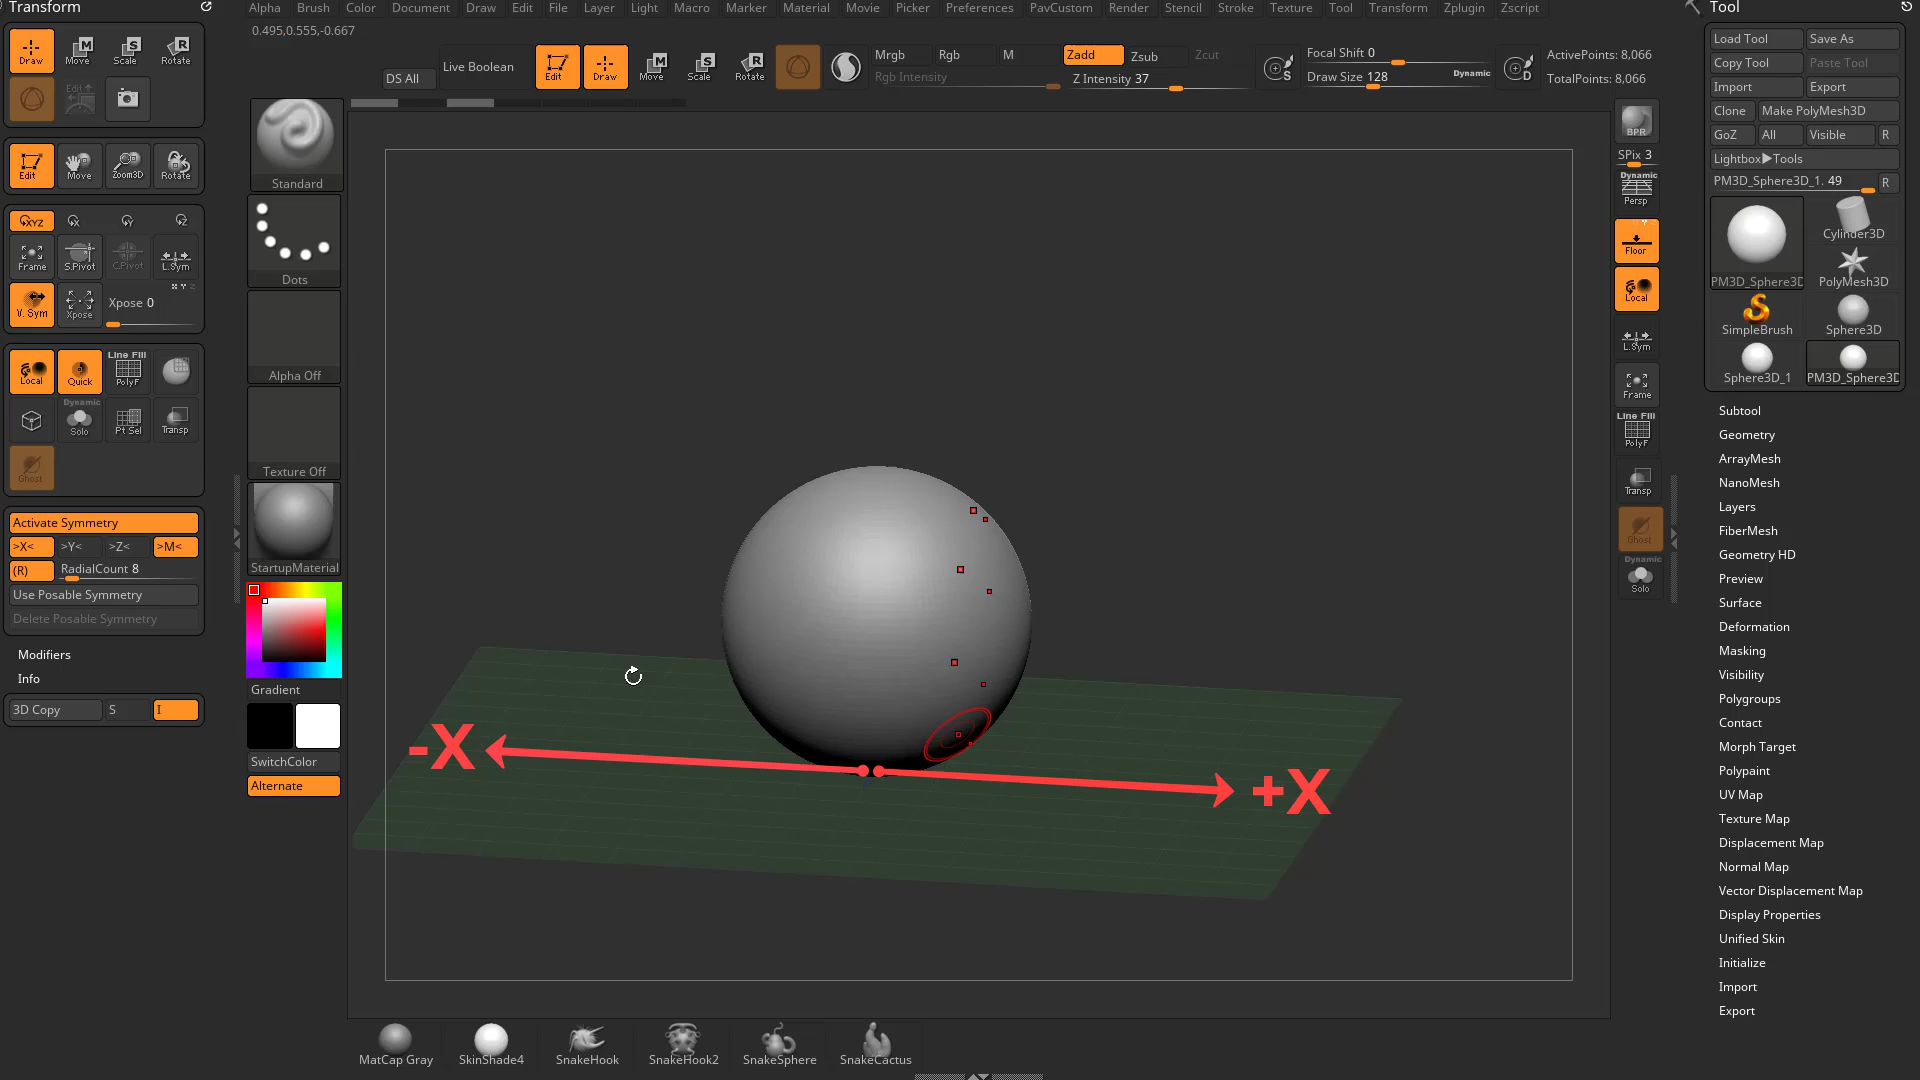 Transform
Alpha Brush Color Document Draw Edit File Layer Light Macro Marker Material Movie Picker Preferences PavCustom Render Stencil Stroke Texture Tool Transform Zplugin Zscript
Tool
0.495,0.555,-0.667
Draw Move Scale Rotate
Edit
DS All
Live Boolean
Edit Draw Move Scale Rotate
Mrgb Rgb M Zadd Zsub Zcut
Rgb Intensity
Z Intensity 37
Focal Shift 0
Draw Size 128
Dynamic
ActivePoints: 8,066
TotalPoints: 8,066
Edit Move Zoom3D Rotate
XYZ X Y Z
Frame S.Pivot C.Pivot L.Sym
V. Sym Xpose Xpose 0
Local Quick Line Fill PolyF
Dynamic
Solo Pt Sel Transp
Ghost
Activate Symmetry
>X< >Y< >Z< >M<
(R) RadialCount 8
Use Posable Symmetry
Delete Posable Symmetry
Modifiers
Info
3D Copy S I
Standard
Dots
Alpha Off
Texture Off
StartupMaterial
Gradient
SwitchColor
Alternate
-X
+X
MatCap Gray SkinShade4 SnakeHook SnakeHook2 SnakeSphere SnakeCactus
BPR
SPix 3
Dynamic
Persp
Floor
Local
L.Sym
Frame
Line Fill
PolyF
Transp
Ghost
Dynamic
Solo
Load Tool Save As
Copy Tool Paste Tool
Import Export
Clone Make PolyMesh3D
GoZ All Visible R
Lightbox▶Tools
PM3D_Sphere3D_1. 49 R
PM3D_Sphere3D Cylinder3D
PolyMesh3D
SimpleBrush Sphere3D
Sphere3D_1 PM3D_Sphere3D
Subtool
Geometry
ArrayMesh
NanoMesh
Layers
FiberMesh
Geometry HD
Preview
Surface
Deformation
Masking
Visibility
Polygroups
Contact
Morph Target
Polypaint
UV Map
Texture Map
Displacement Map
Normal Map
Vector Displacement Map
Display Properties
Unified Skin
Initialize
Import
Export